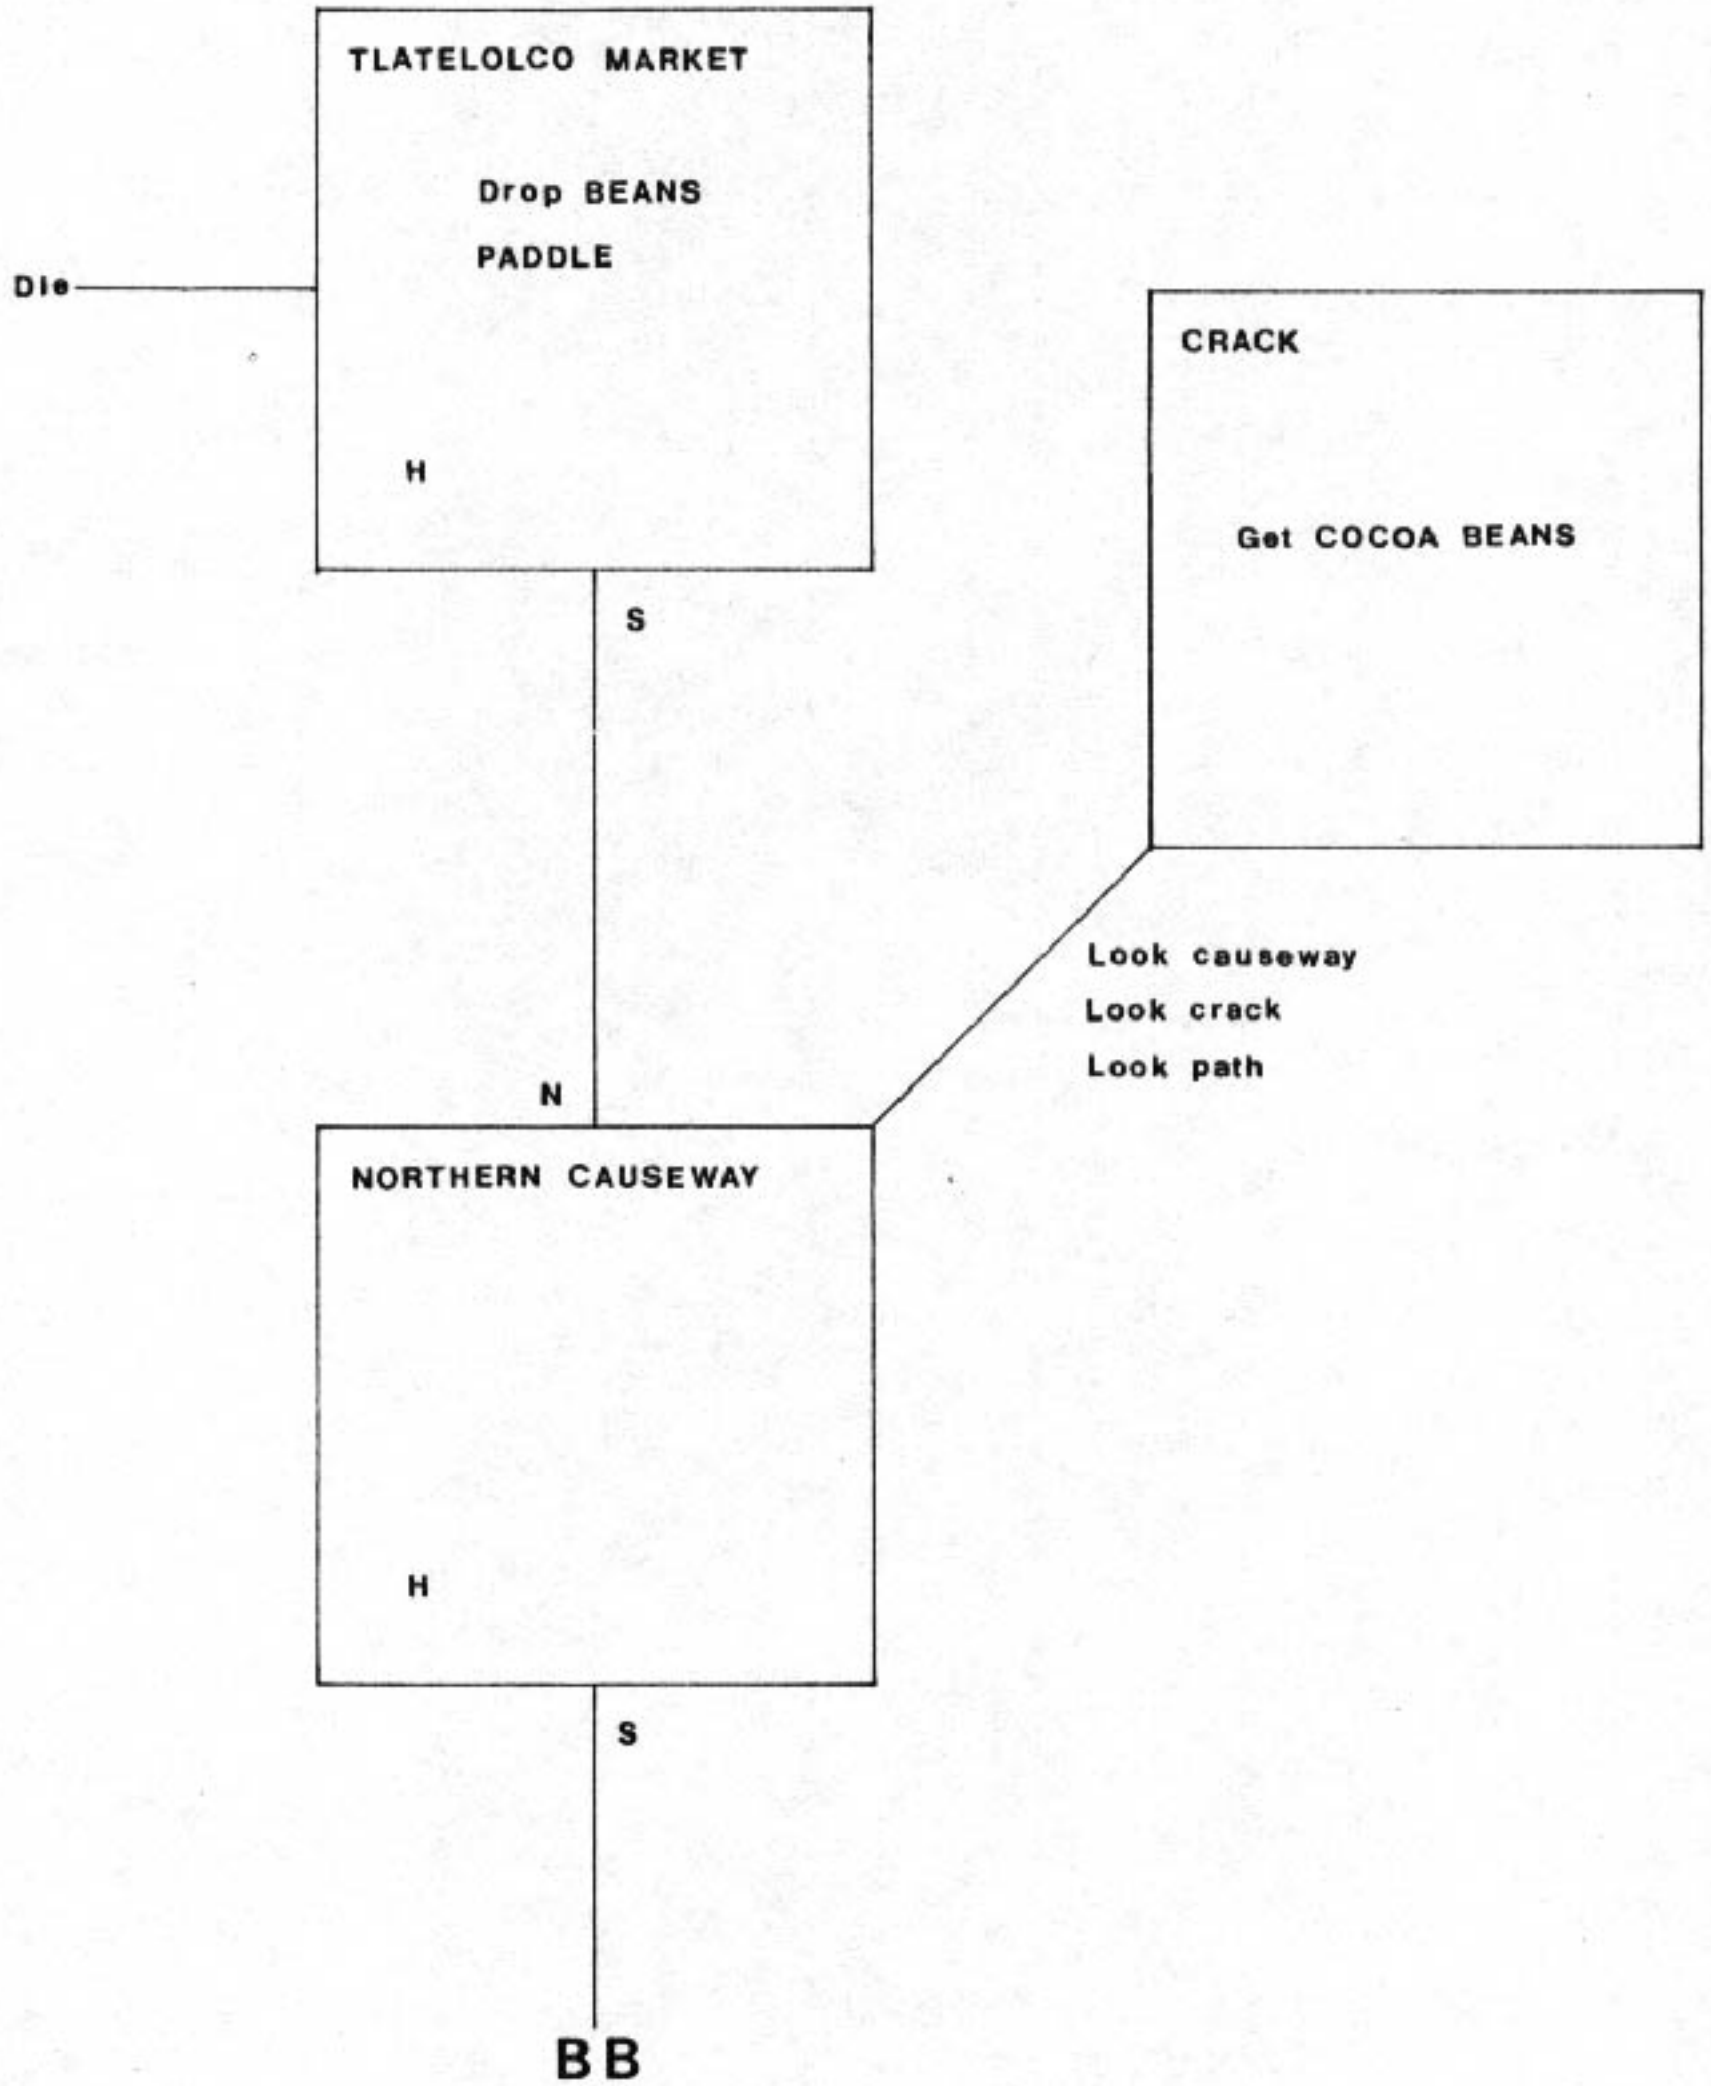 TLATELOLCO MARKET
Drop BEANS
PADDLE
Die
H
S
CRACK
Get COCOA BEANS
Look causeway
Look crack
Look path
N
NORTHERN CAUSEWAY
H
S
BB